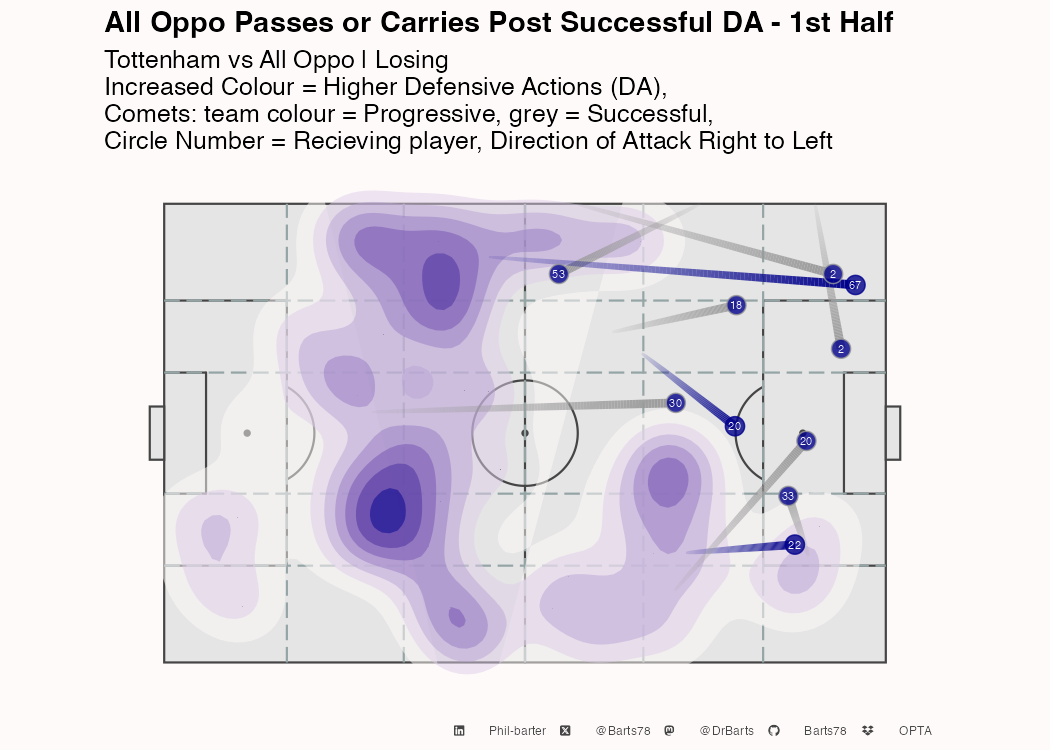 All Oppo Passes or Carries Post Successful DA - 1st Half
Tottenham vs All Oppo | Losing
Increased Colour = Higher Defensive Actions (DA),
Comets: team colour = Progressive, grey = Successful,
Circle Number = Recieving player, Direction of Attack Right to Left
53
2
67
18
2
30
20
20
33
22
Phil-barter @Barts78 @DrBarts Barts78 OPTA